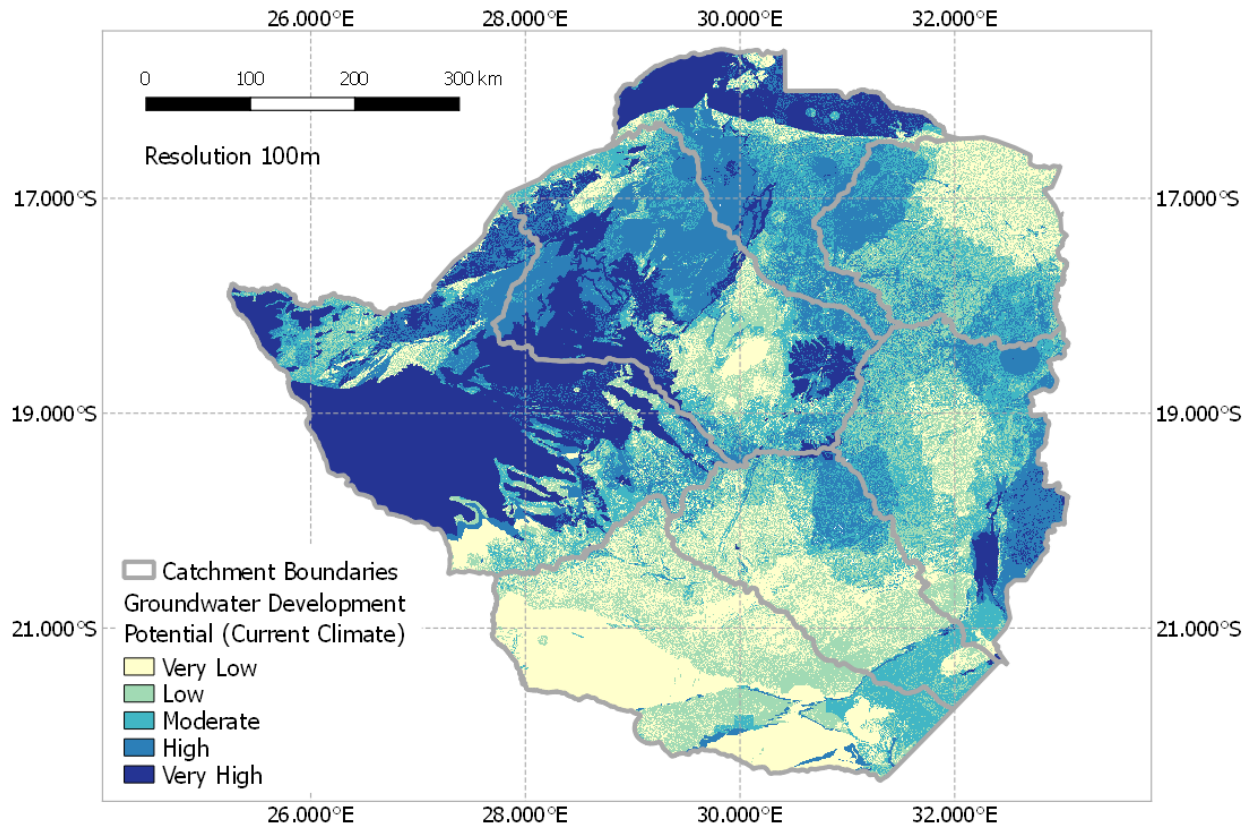 26.000°E 28.000°E 30.000°E 32.000°E
0 100 200 300 km
Resolution 100m
17.000°S 17.000°S
19.000°S 19.000°S
Catchment Boundaries
Groundwater Development
21.000°S Potential (Current Climate) 21.000°S
Very Low
Low
Moderate
High
Very High
26.000°E 28.000°E 30.000°E 32.000°E